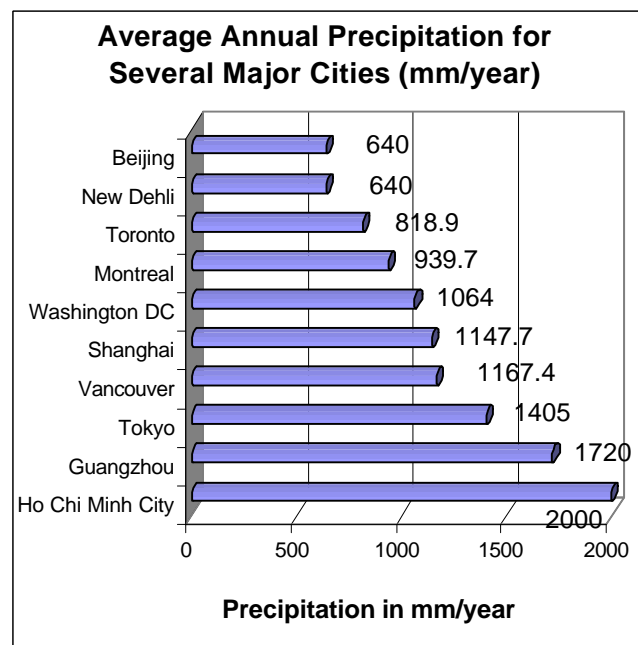 Average Annual Precipitation for
Several Major Cities (mm/year)
Beijing 640
New Dehli 640
Toronto 818.9
Montreal 939.7
Washington DC 1064
Shanghai 1147.7
Vancouver 1167.4
Tokyo 1405
Guangzhou 1720
Ho Chi Minh City 2000
0 500 1000 1500 2000
Precipitation in mm/year